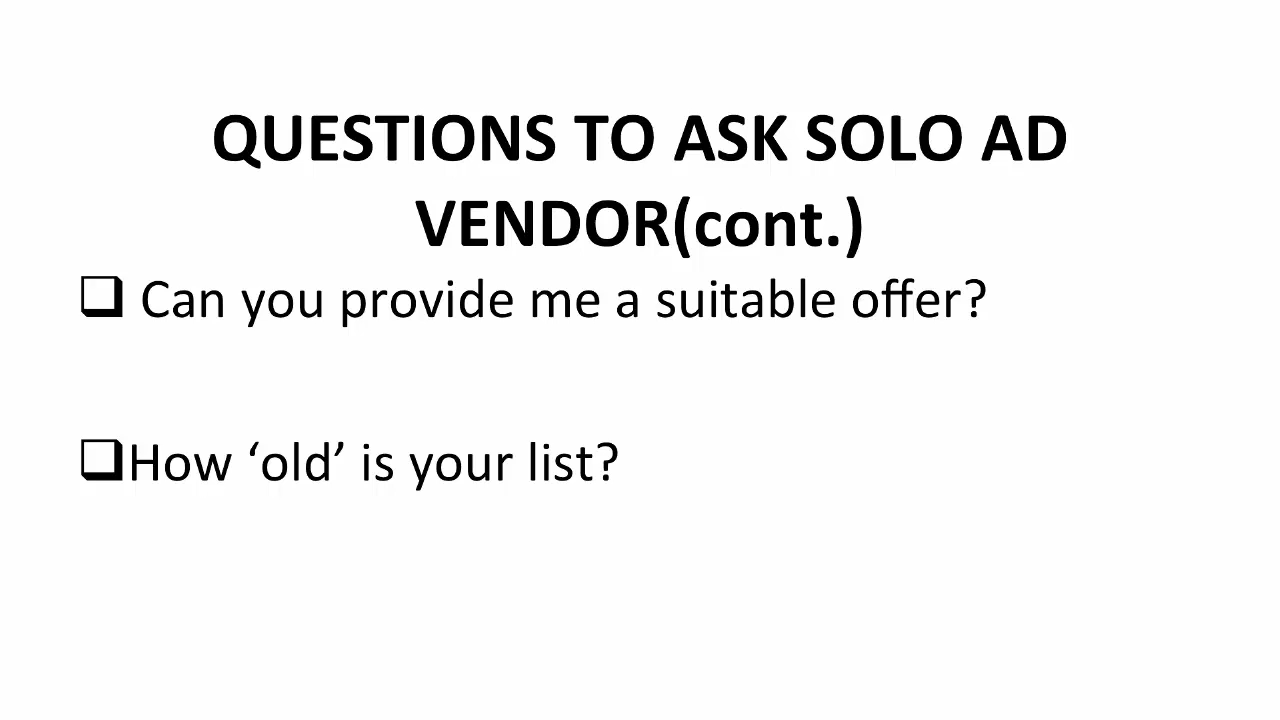 QUESTIONS TO ASK SOLO AD
VENDOR(cont.)
❑ Can you provide me a suitable offer?
❑How ‘old’ is your list?